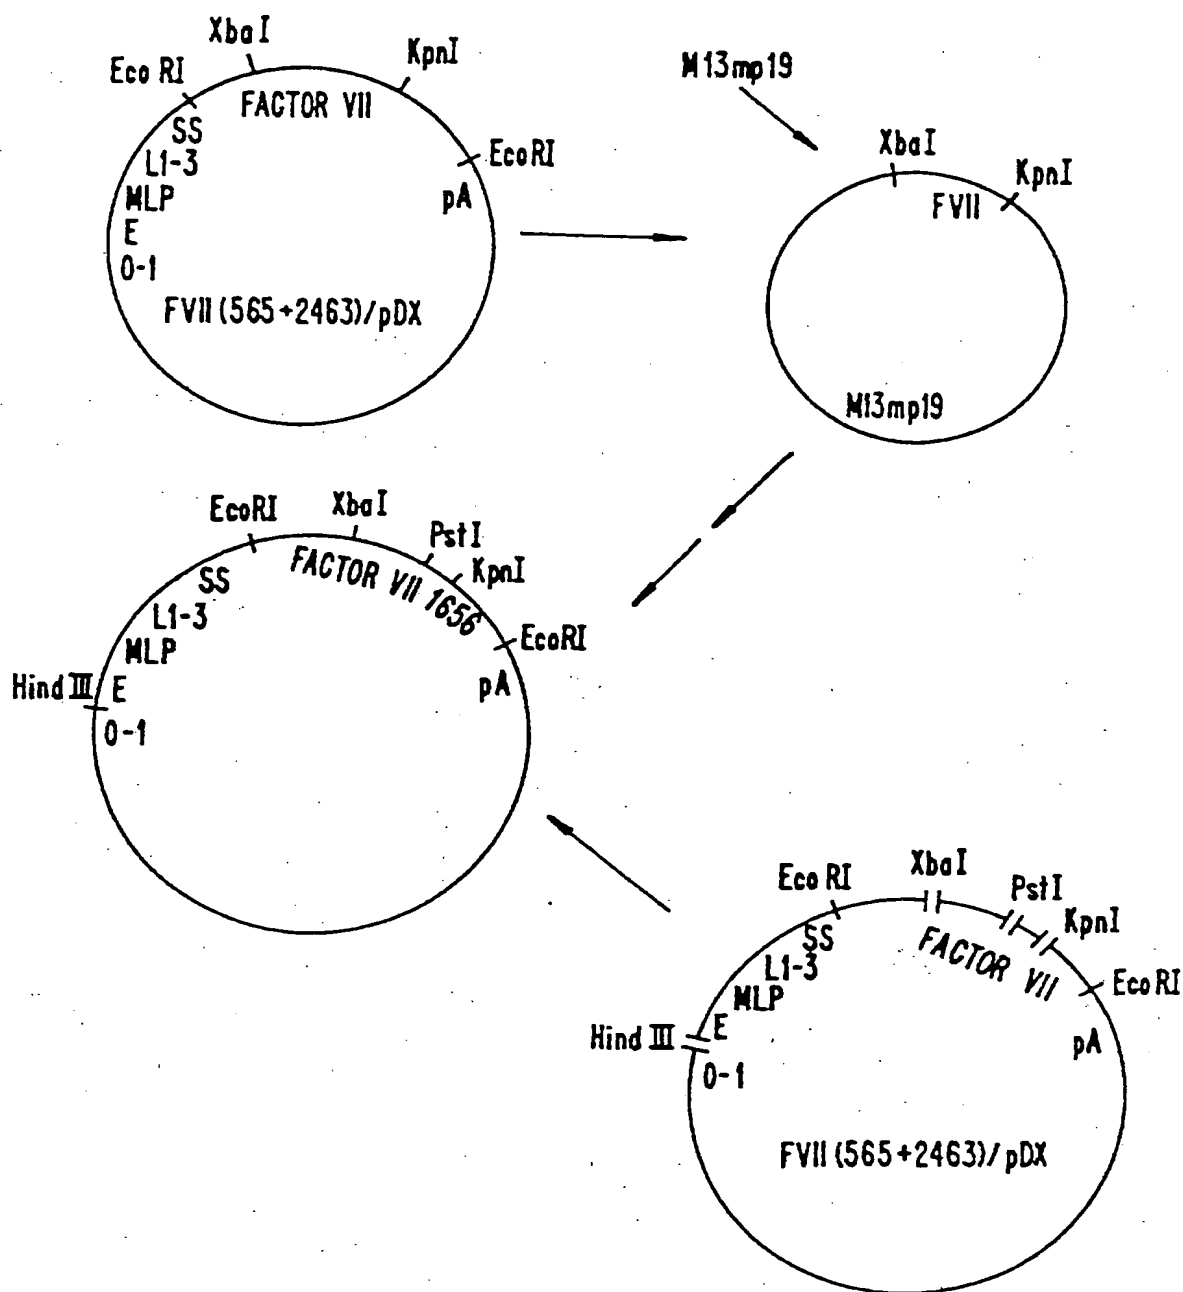 XbaI
KpnI
Eco RI
FACTOR VII
SS
EcoRI
L1-3
MLP
pA
E
0-1
FVII (565+2463)/pDX
M13mp19
XbaI
KpnI
FVII
M13mp19
EcoRI
XbaI
PstI
KpnI
FACTOR VII 1656
SS
L1-3
EcoRI
MLP
Hind III
E
pA
0-1
XbaI
Eco RI
PstI
KpnI
SS
FACTOR VII
L1-3
EcoRI
MLP
Hind III
E
pA
0-1
FVII (565+2463)/pDX